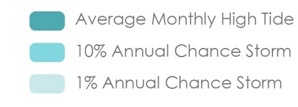 Average Monthly High Tide
10% Annual Chance Storm
1% Annual Chance Storm